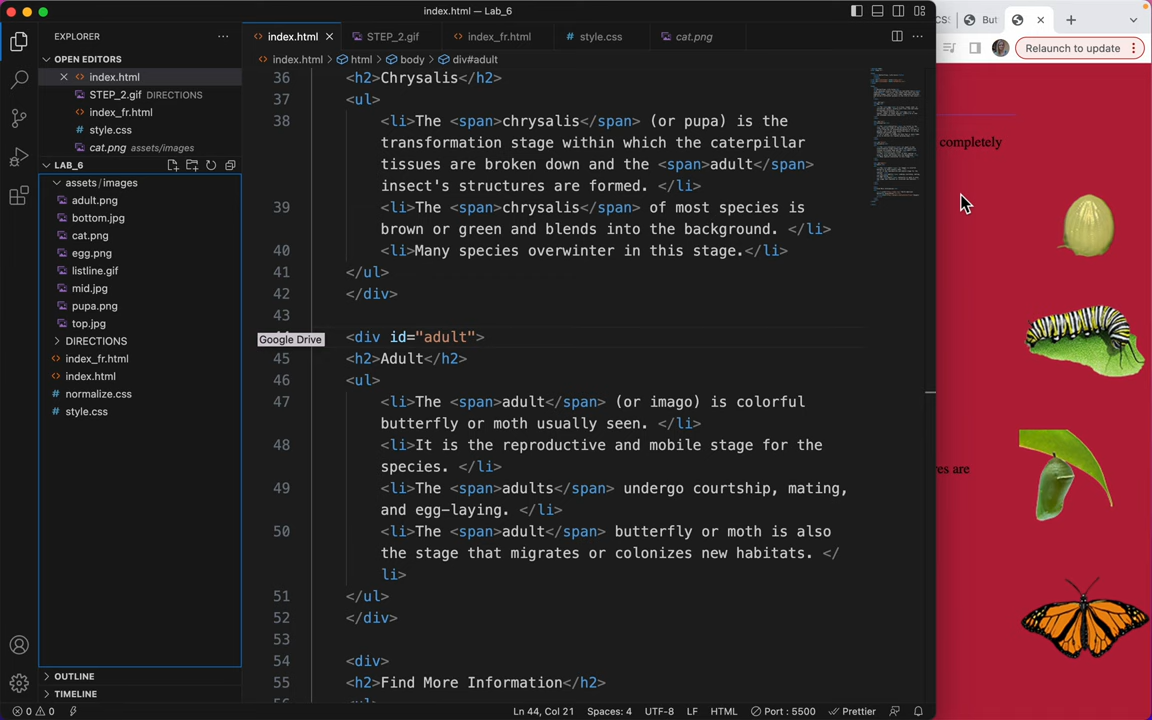 index.html — Lab_6
EXPLORER
OPEN EDITORS
index.html
STEP_2.gif DIRECTIONS
index_fr.html
style.css
cat.png assets/images
LAB_6
assets/images
adult.png
bottom.jpg
cat.png
egg.png
listline.gif
mid.jpg
pupa.png
top.jpg
DIRECTIONS
index_fr.html
index.html
normalize.css
style.css
OUTLINE
TIMELINE
index.html
STEP_2.gif
index_fr.html
style.css
cat.png
index.html > html > body > div#adult
36 <h2>Chrysalis</h2>
37 <ul>
38 <li>The <span>chrysalis</span> (or pupa) is the
transformation stage within which the caterpillar
tissues are broken down and the <span>adult</span>
insect's structures are formed. </li>
39 <li>The <span>chrysalis</span> of most species is
brown or green and blends into the background. </li>
40 <li>Many species overwinter in this stage.</li>
41 </ul>
42 </div>
43
<div id="adult">
Google Drive
45 <h2>Adult</h2>
46 <ul>
47 <li>The <span>adult</span> (or imago) is colorful
butterfly or moth usually seen. </li>
48 <li>It is the reproductive and mobile stage for the
species. </li>
49 <li>The <span>adults</span> undergo courtship, mating,
and egg-laying. </li>
50 <li>The <span>adult</span> butterfly or moth is also
the stage that migrates or colonizes new habitats. </
li>
51 </ul>
52 </div>
53
54 <div>
55 <h2>Find More Information</h2>
0 0
Ln 44, Col 21 Spaces: 4 UTF-8 LF HTML Port : 5500 Prettier
CS:
But
Relaunch to update
completely
res are